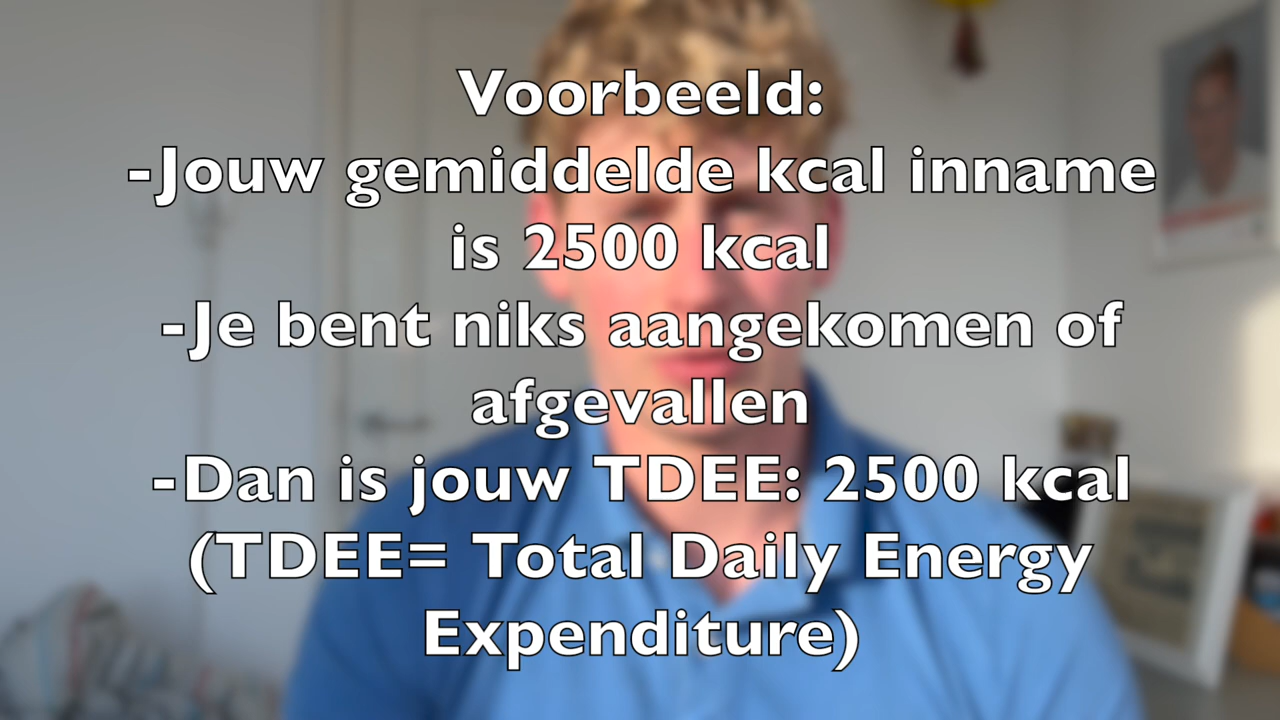 Voorbeeld:
-Jouw gemiddelde kcal inname
is 2500 kcal
-Je bent niks aangekomen of
afgevallen
-Dan is jouw TDEE: 2500 kcal
(TDEE= Total Daily Energy
Expenditure)